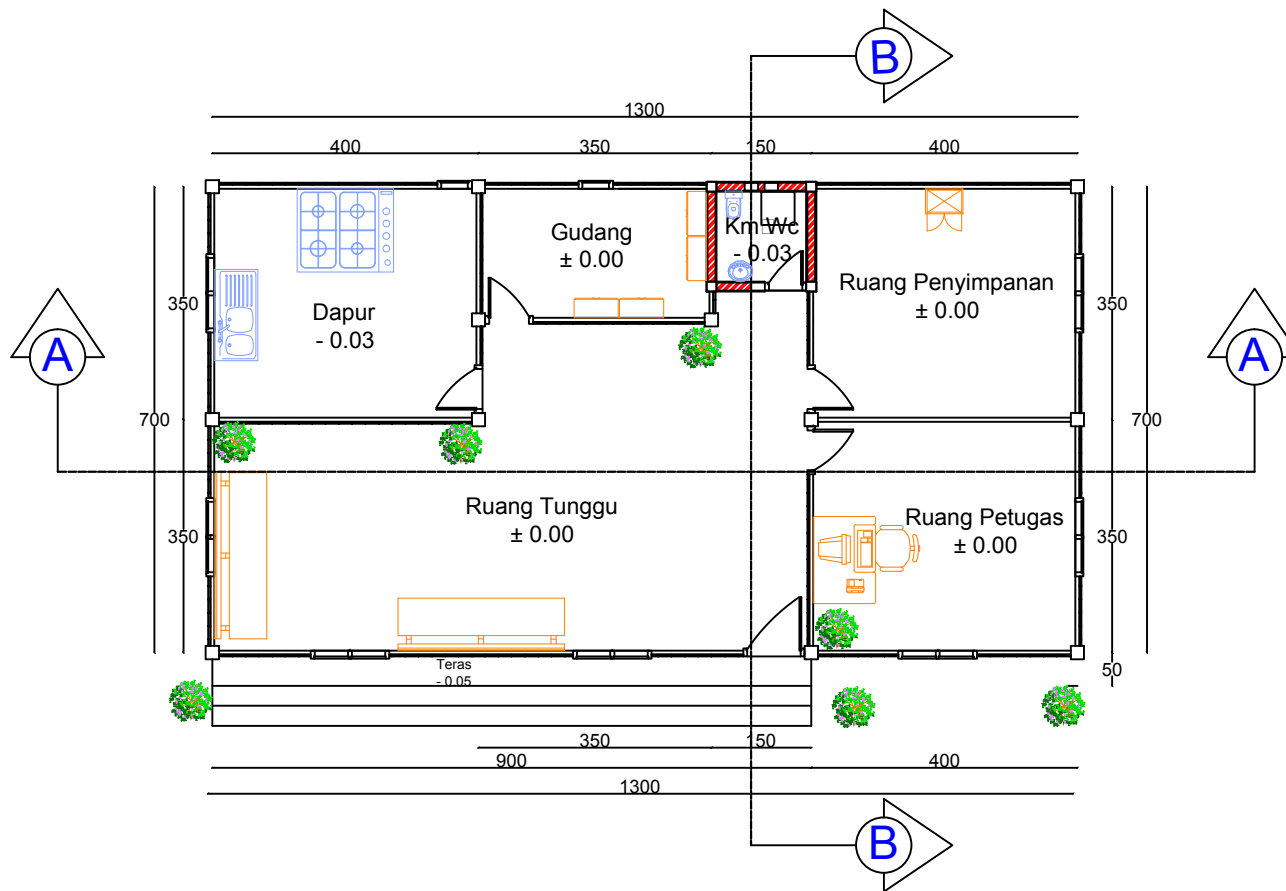 B
1300
400
350
150
400
Gudang
± 0.00
Km Wc
- 0.03
Ruang Penyimpanan
± 0.00
Dapur
- 0.03
350
350
A
A
700
700
Ruang Tunggu
± 0.00
Ruang Petugas
± 0.00
350
350
Teras
- 0.05
50
350
150
900
400
1300
B